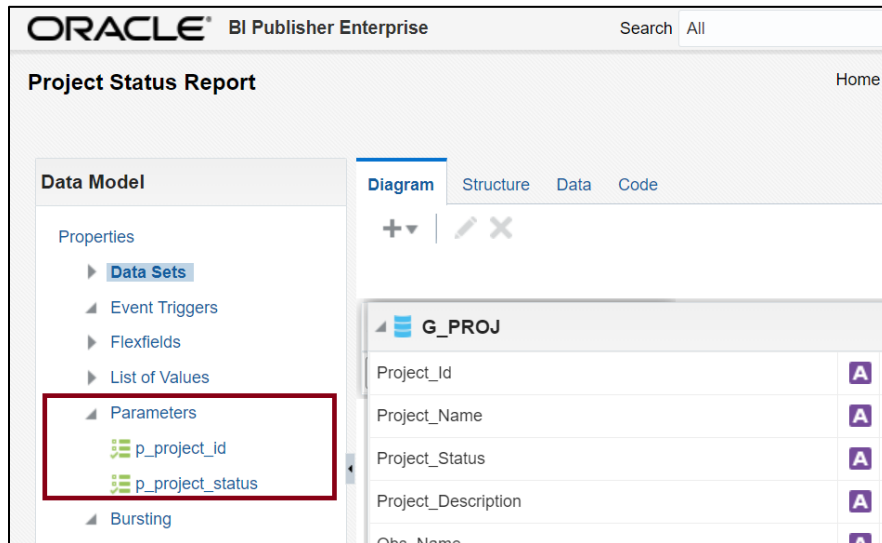 ORACLE BI Publisher Enterprise Search All
Project Status Report Home
Data Model
Properties
Data Sets
Event Triggers
Flexfields
List of Values
Parameters
p_project_id
p_project_status
Bursting
Diagram Structure Data Code
G_PROJ
Project_Id A
Project_Name A
Project_Status A
Project_Description A